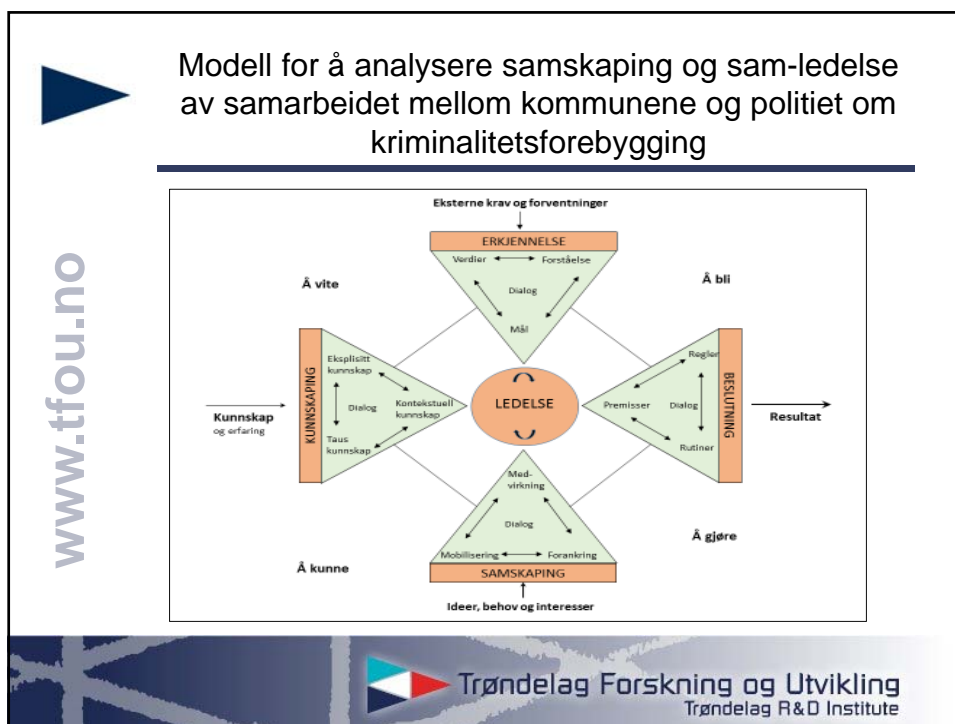 Modell for å analysere samskaping og sam-ledelse
av samarbeidet mellom kommunene og politiet om
kriminalitetsforebygging
www.tfou.no
Eksterne krav og forventninger
ERKJENNELSE
Verdier
Forståelse
Dialog
Mål
Å vite
Å bli
KUNNSKAPING
Eksplisitt
kunnskap
Dialog
Kontekstuell
kunnskap
Taus
kunnskap
Kunnskap
og erfaring
LEDELSE
Regler
Premisser
Dialog
Rutiner
BESLUTNING
Resultat
Med-
virkning
Dialog
Mobilisering
Forankring
SAMSKAPING
Å kunne
Å gjøre
Ideer, behov og interesser
Trøndelag Forskning og Utvikling
Trøndelag R&D Institute